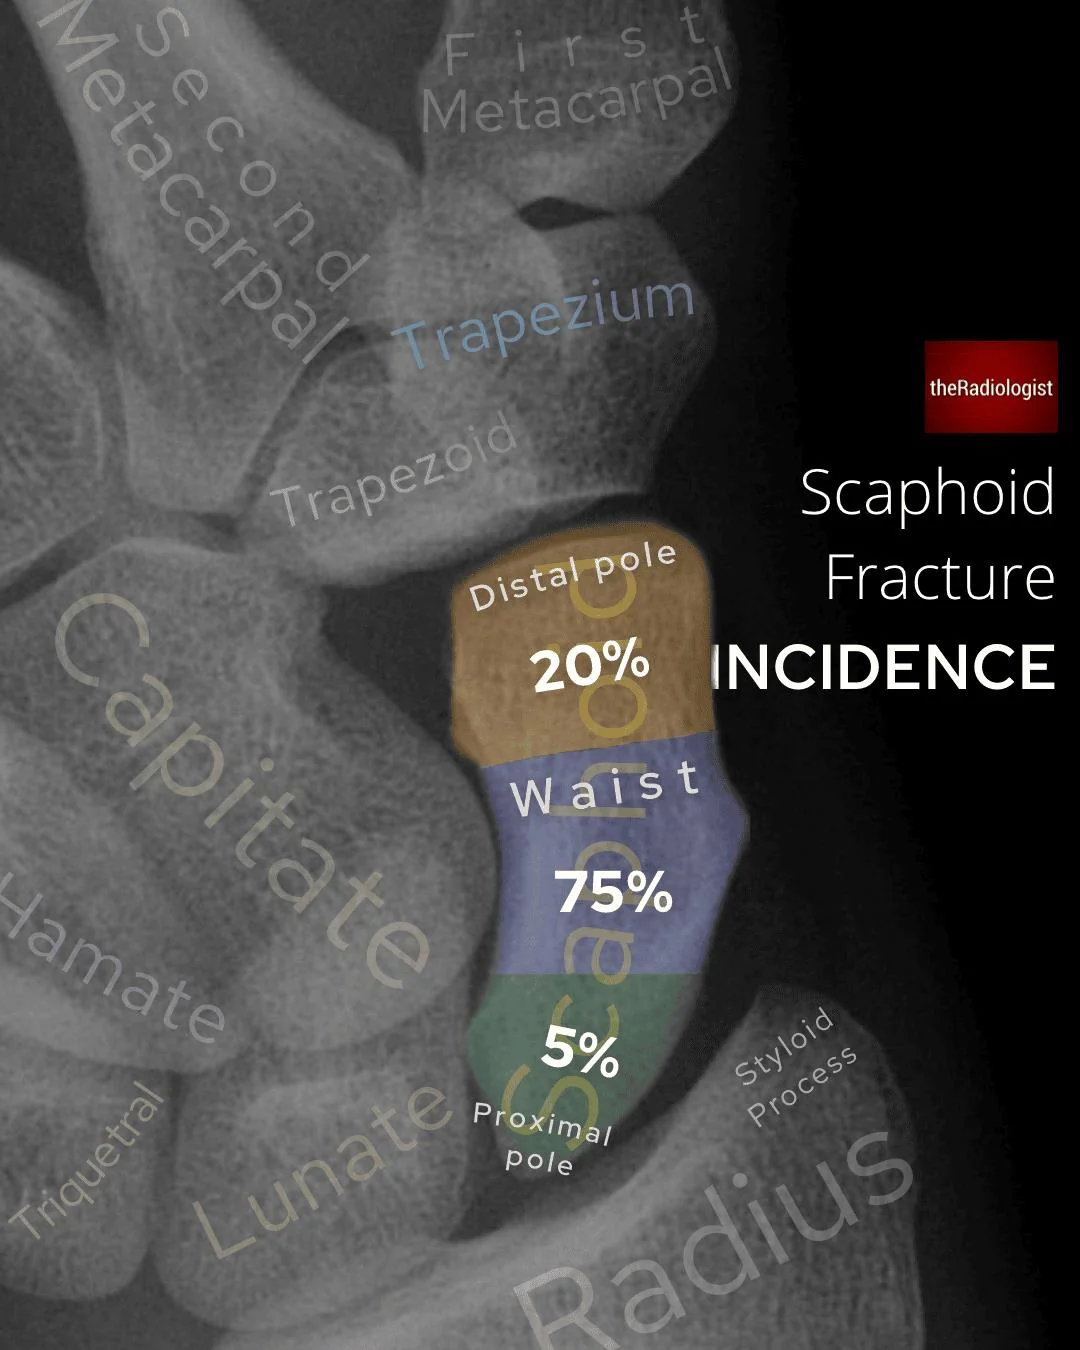 Second
Metacarpal
First
Metacarpal
Trapezium
Trapezoid
theRadiologist
Scaphoid
Fracture
INCIDENCE
Distal pole
20%
Scaphoid
Waist
75%
5%
Proximal
pole
Capitate
Hamate
Styloid
Process
Triquetral
Lunate
Radius